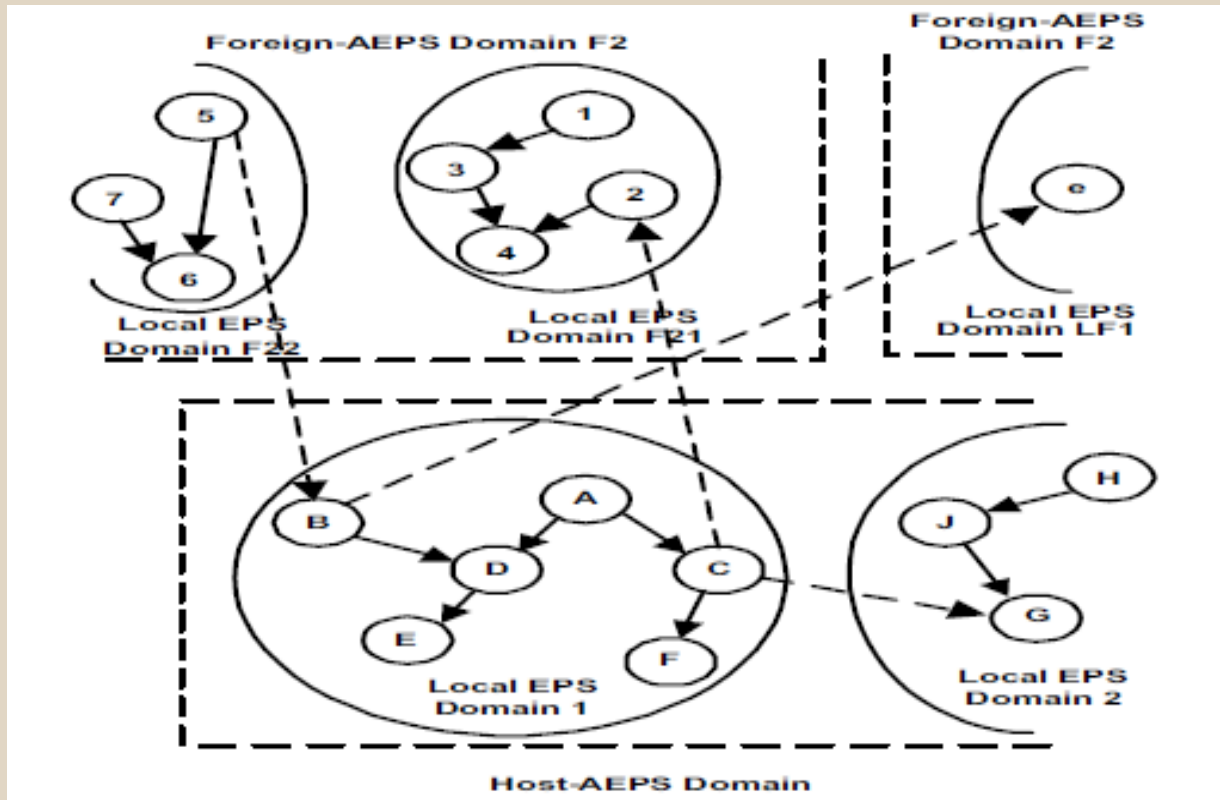 Foreign-AEPS Domain F2
Foreign-AEPS
Domain F2
5
7
6
1
3
2
4
e
Local EPS
Domain F22
Local EPS
Domain F21
Local EPS
Domain LF1
B
A
D
C
E
F
H
J
G
Local EPS
Domain 1
Local EPS
Domain 2
Host-AEPS Domain